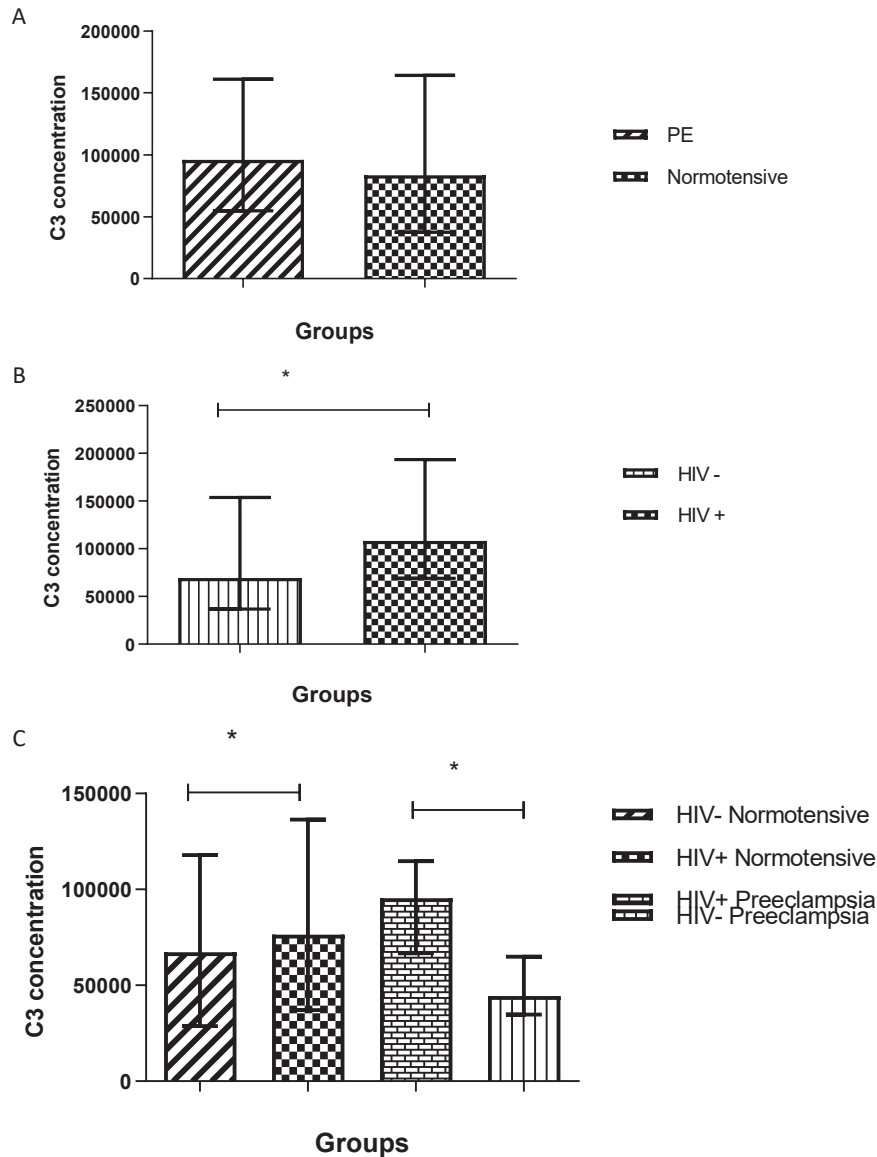 A
200000
150000
100000
50000
0
C3 concentration
Groups
PE
Normotensive
B
*
250000
200000
150000
100000
50000
0
C3 concentration
Groups
HIV -
HIV +
C
*
*
150000
100000
50000
0
C3 concentration
Groups
HIV- Normotensive
HIV+ Normotensive
HIV+ Preeclampsia
HIV- Preeclampsia